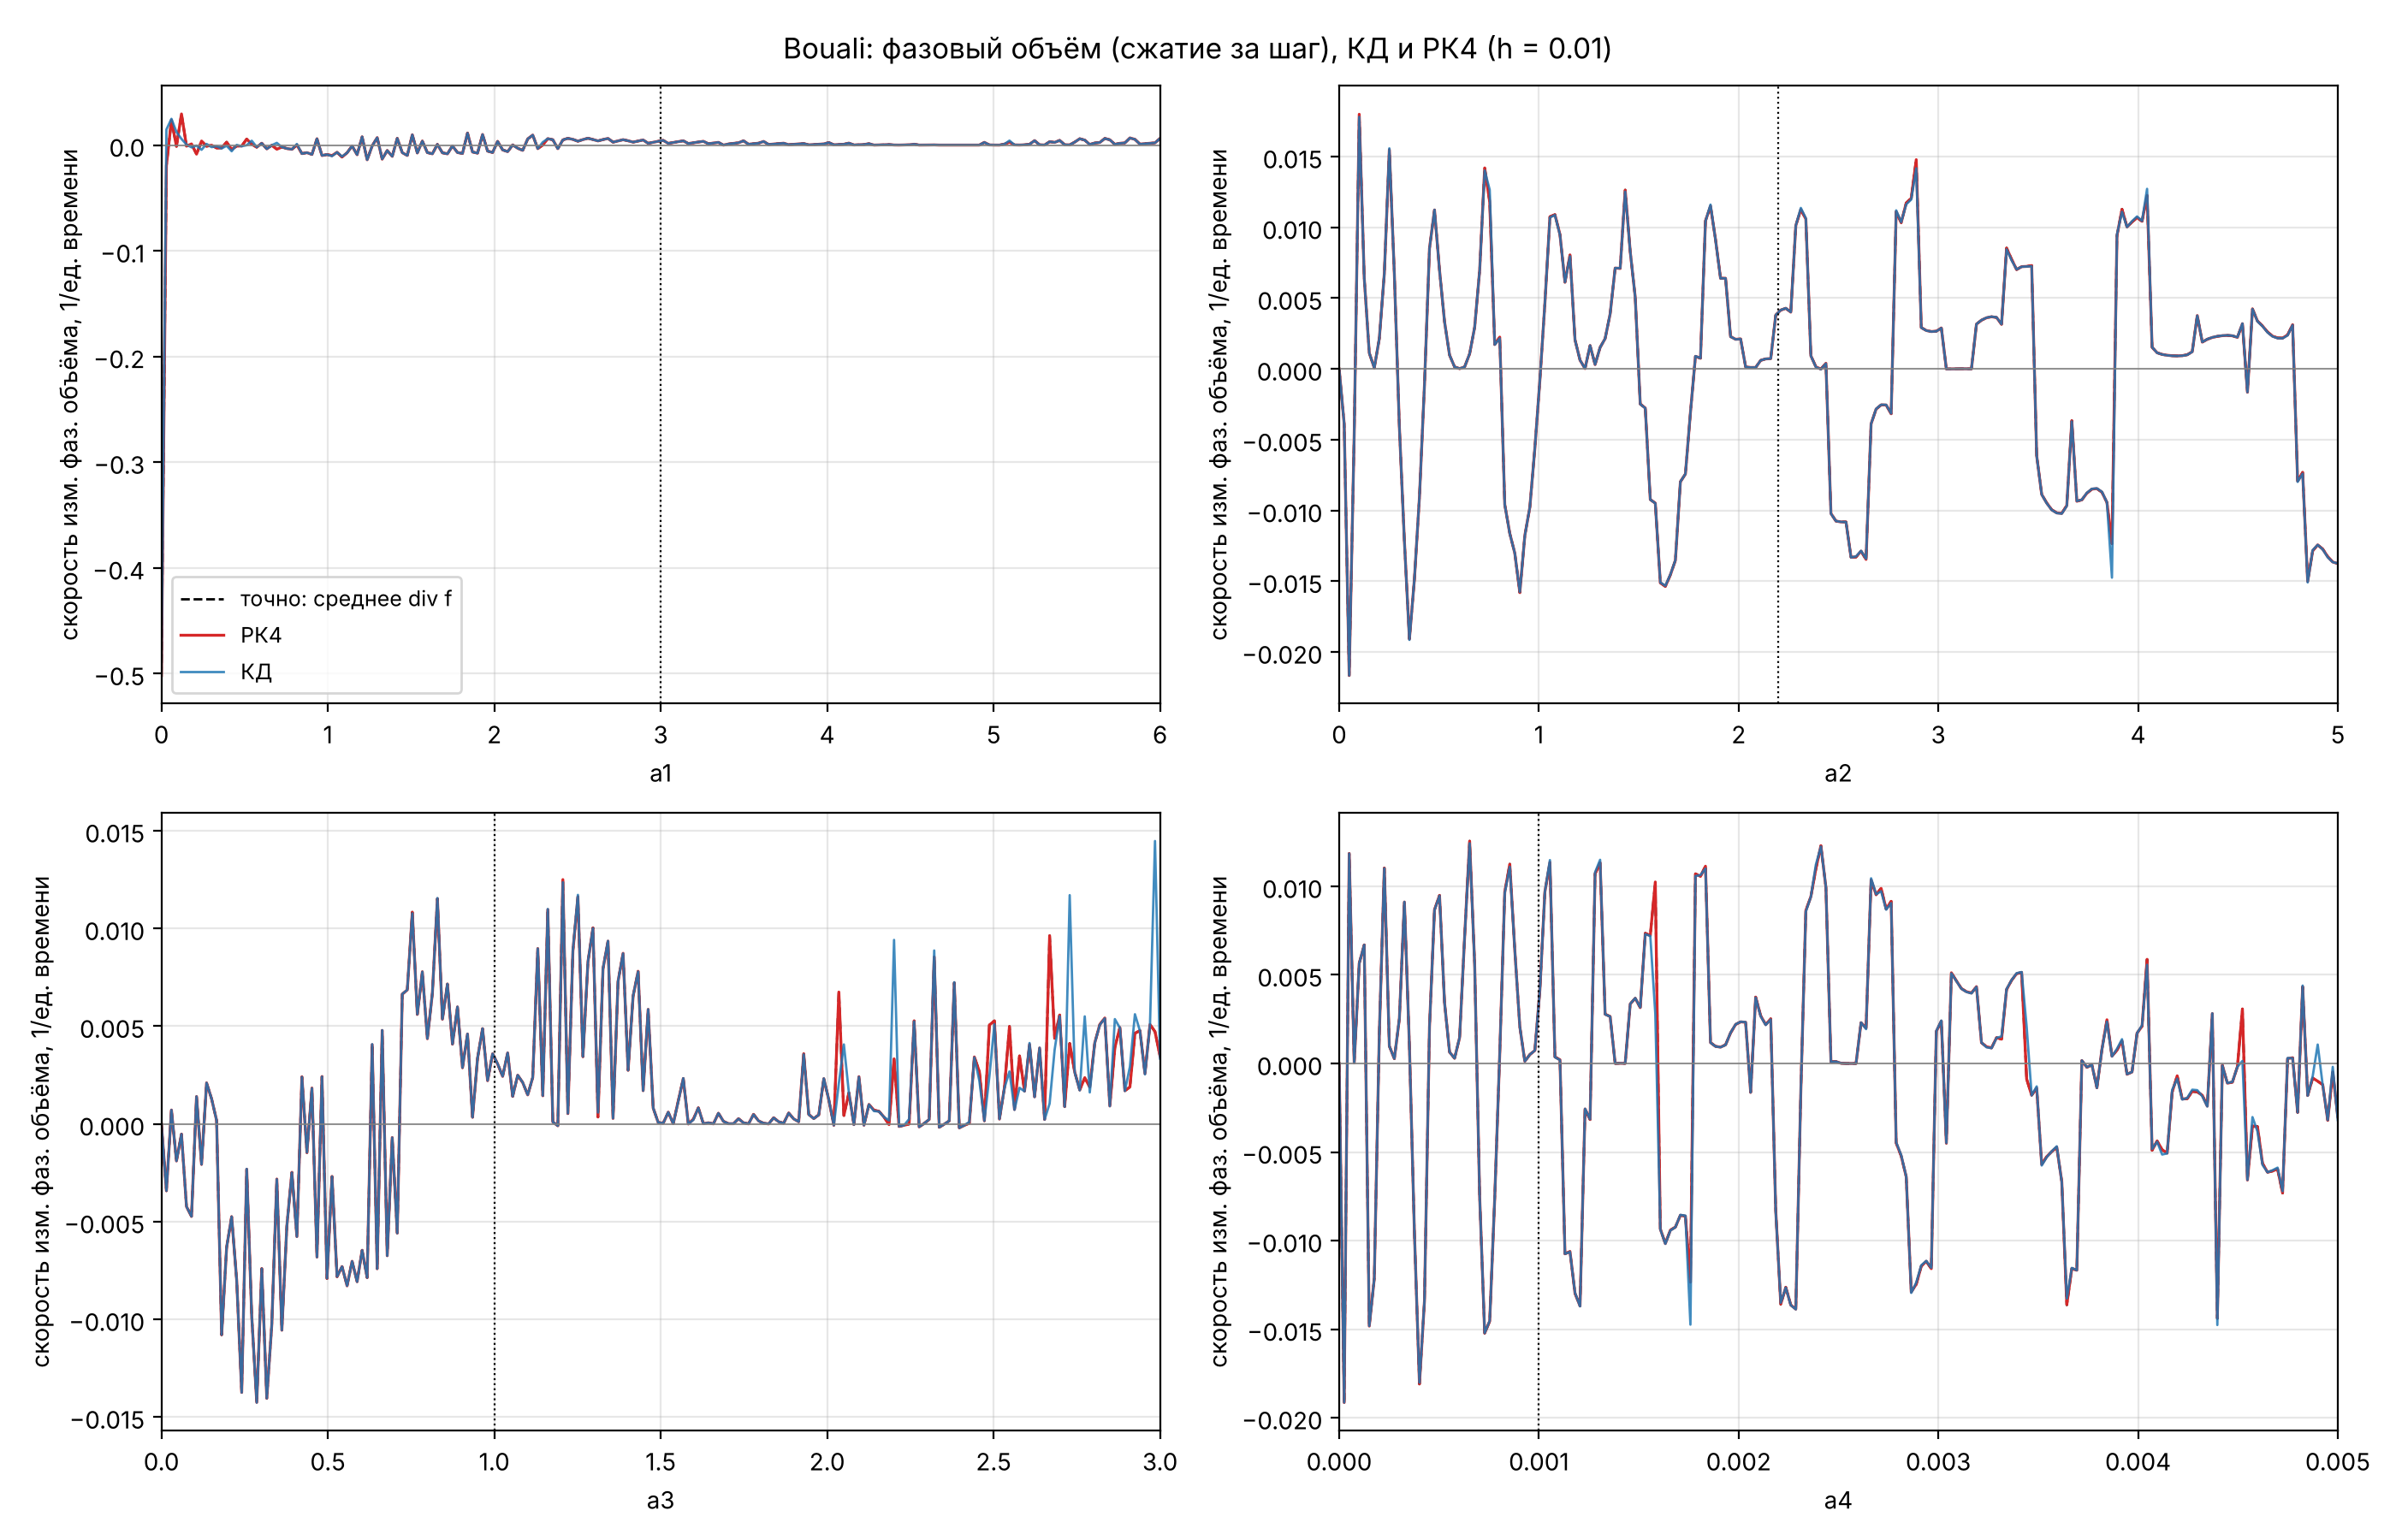 Bouali: фазовый объём (сжатие за шаг), КД и РК4 (h = 0.01)
скорость изм. фаз. объёма, 1/ед. времени
0.0
−0.1
−0.2
−0.3
−0.4
−0.5
точно: среднее div f
РК4
КД
0 1 2 3 4 5 6
a1
скорость изм. фаз. объёма, 1/ед. времени
0.015
0.010
0.005
0.000
−0.005
−0.010
−0.015
−0.020
0 1 2 3 4 5
a2
скорость изм. фаз. объёма, 1/ед. времени
0.015
0.010
0.005
0.000
−0.005
−0.010
−0.015
0.0 0.5 1.0 1.5 2.0 2.5 3.0
a3
скорость изм. фаз. объёма, 1/ед. времени
0.010
0.005
0.000
−0.005
−0.010
−0.015
−0.020
0.000 0.001 0.002 0.003 0.004 0.005
a4